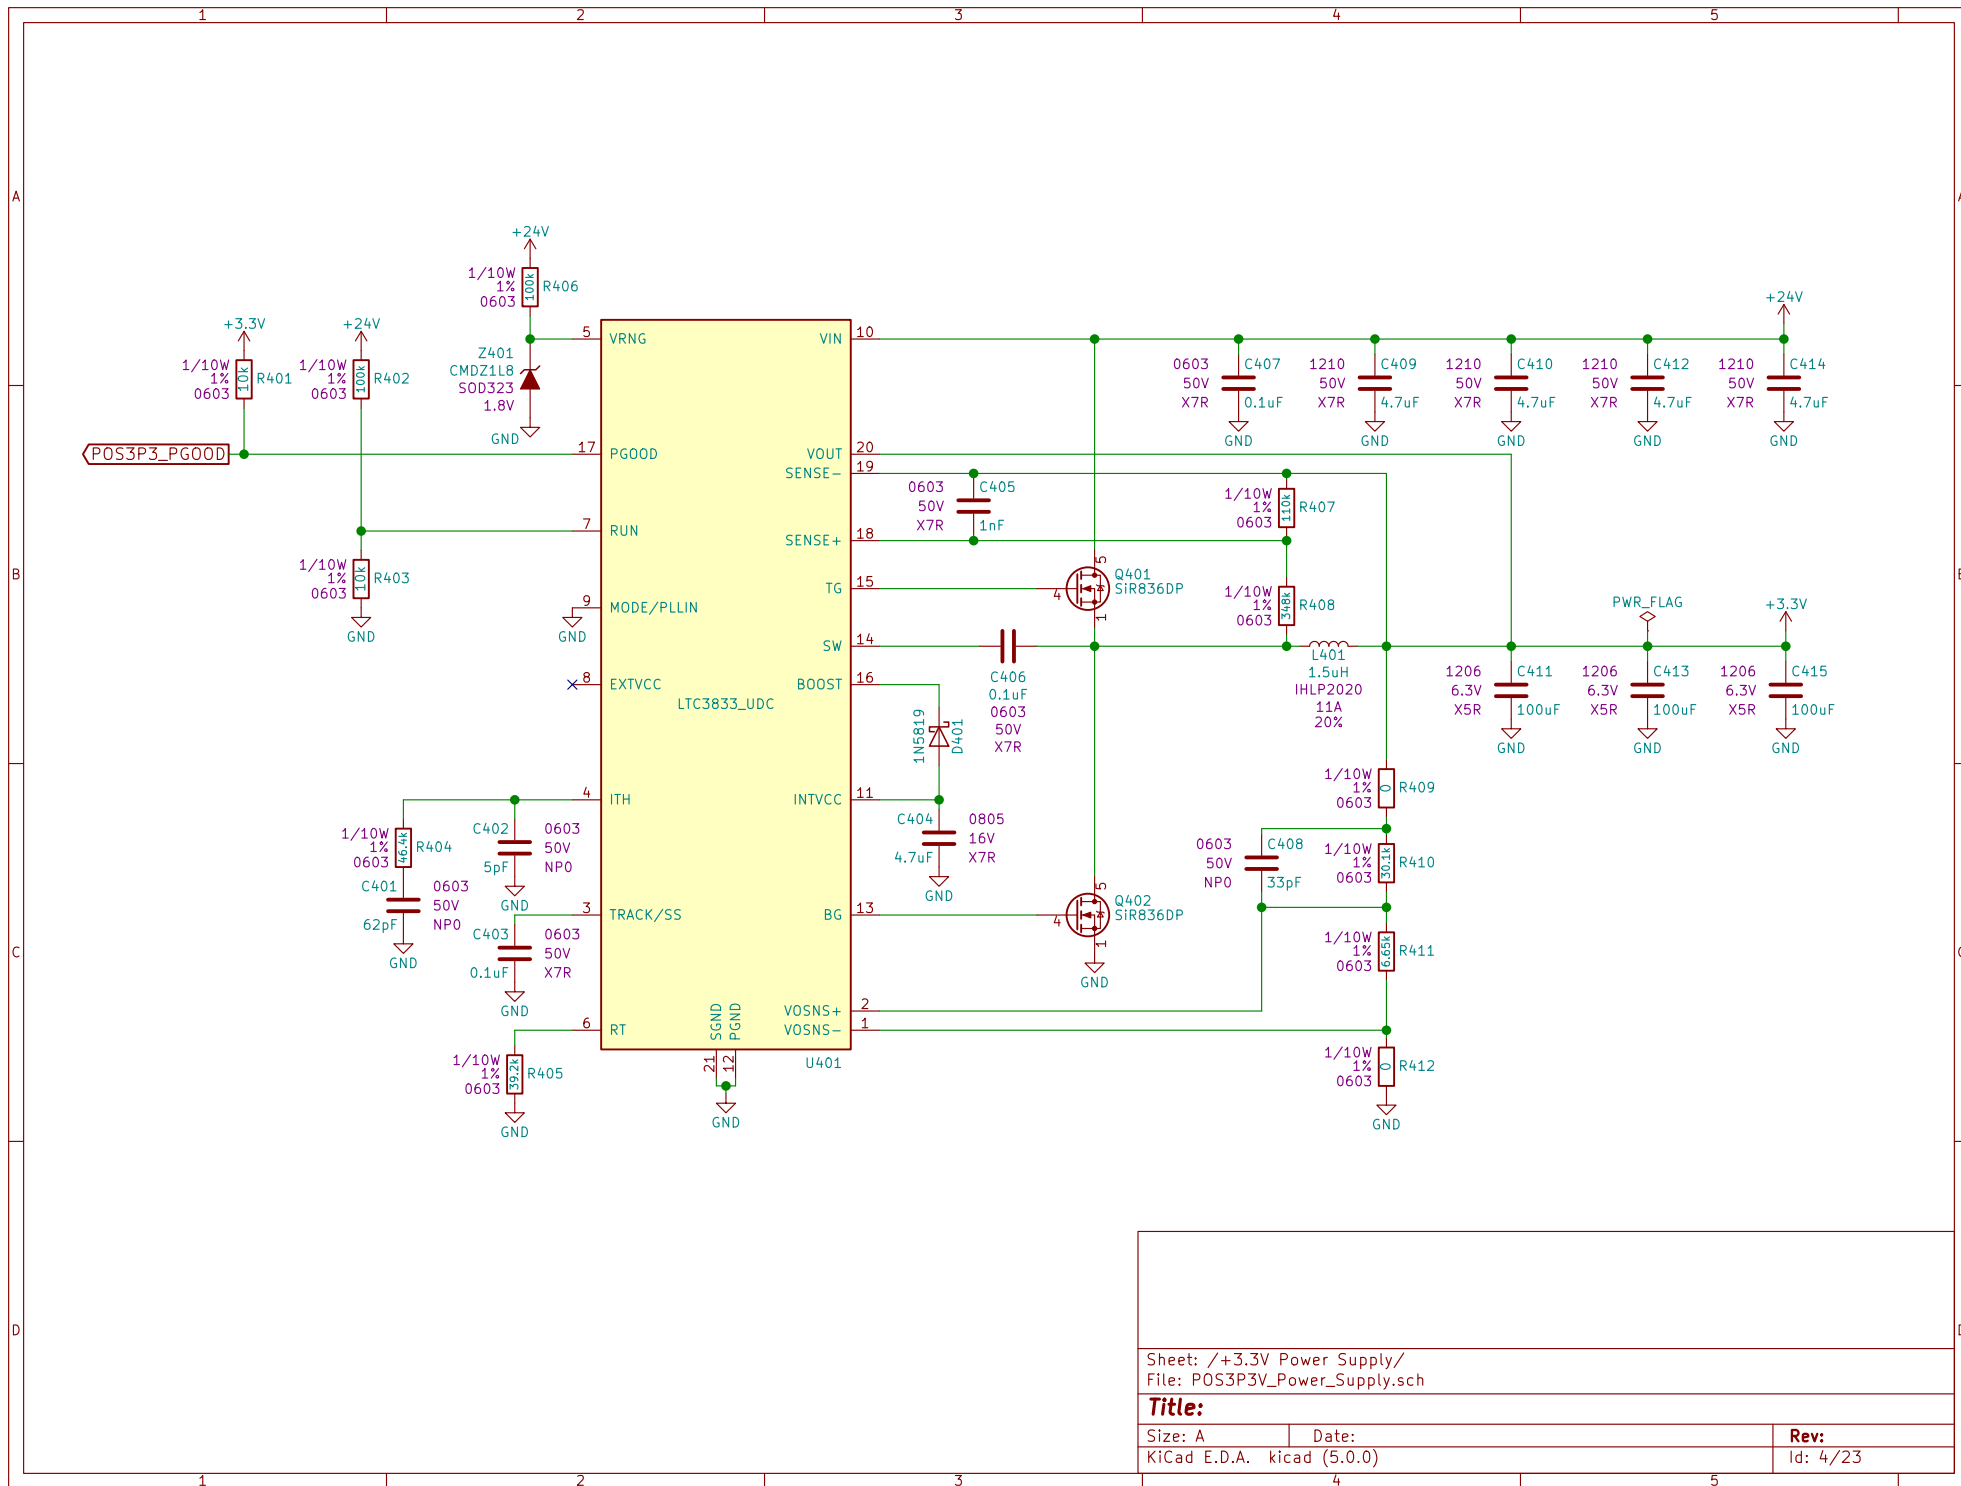 1 2 3 4 5
A
B
C
D
+24V
1/10W
1%
0603
100k
R406
+3.3V
1/10W
1%
0603
10k
R401
+24V
1/10W
1%
0603
100k
R402
Z401
CMDZ1L8
SOD323
1.8V
GND
POS3P3_PGOOD
1/10W
1%
0603
10k
R403
GND
GND
1/10W
1%
0603
46.4k
R404
C401
62pF
0603
50V
NP0
GND
C402
5pF
0603
50V
NP0
GND
C403
0.1uF
0603
50V
X7R
GND
1/10W
1%
0603
39.2k
R405
GND
5 VRNG
17 PGOOD
7 RUN
9 MODE/PLLIN
8 EXTVCC
4 ITH
3 TRACK/SS
6 RT
LTC3833_UDC
VIN 10
VOUT 20
SENSE- 19
SENSE+ 18
TG 15
SW 14
BOOST 16
INTVCC 11
BG 13
VOSNS+ 2
VOSNS- 1
SGND 21
PGND 12
U401
GND
0603
50V
X7R
C405
1nF
C406
0.1uF
0603
50V
X7R
1N5819
D401
C404
4.7uF
0805
16V
X7R
GND
5
4
1
Q401
SiR836DP
5
4
1
Q402
SiR836DP
GND
+24V
0603
50V
X7R
C407
0.1uF
GND
1210
50V
X7R
C409
4.7uF
GND
1210
50V
X7R
C410
4.7uF
GND
1210
50V
X7R
C412
4.7uF
GND
1210
50V
X7R
C414
4.7uF
GND
1/10W
1%
0603
110k
R407
1/10W
1%
0603
348k
R408
L401
1.5uH
IHLP2020
11A
20%
PWR_FLAG
+3.3V
1206
6.3V
X5R
C411
100uF
GND
1206
6.3V
X5R
C413
100uF
GND
1206
6.3V
X5R
C415
100uF
GND
1/10W
1%
0603
0
R409
0603
50V
NP0
C408
33pF
1/10W
1%
0603
30.1k
R410
1/10W
1%
0603
6.65k
R411
1/10W
1%
0603
0
R412
GND
Sheet: /+3.3V Power Supply/
File: POS3P3V_Power_Supply.sch
Title:
Size: A Date: Rev:
KiCad E.D.A. kicad (5.0.0) Id: 4/23
1 2 3 4 5